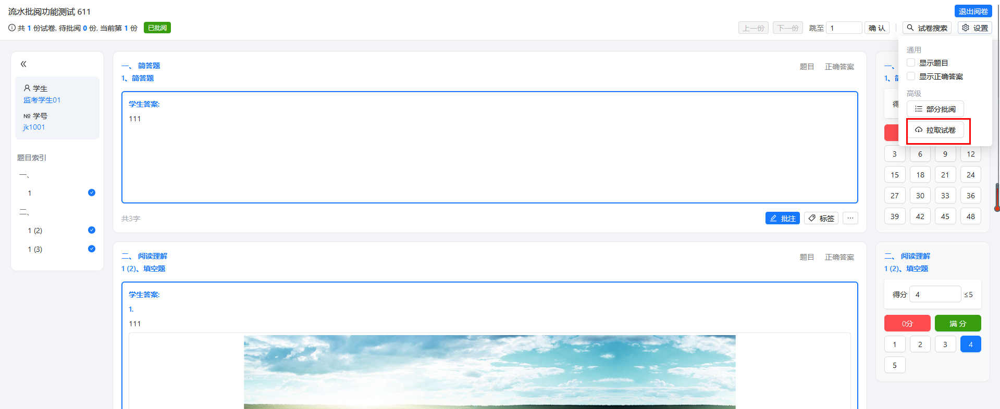 流水批阅功能测试 611
退出阅卷
共 1 份试卷, 待批阅 0 份, 当前第 1 份 已批阅
上一份 下一份 跳至 1 确 认 试卷搜索 设置
通用
显示题目
显示正确答案
高级
部分批阅
拉取试卷
学生
监考学生01
№ 学号
jk1001
题目索引
一、
1
二、
1 (2)
1 (3)
一、 简答题
1、简答题
题目 正确答案
学生答案:
111
共3字
批注 标签 ···
一、
1、简
得
3 6 9 12
15 18 21 24
27 30 33 36
39 42 45 48
二、 阅读理解
1 (2)、填空题
题目 正确答案
学生答案:
1.
111
二、 阅读理解
1 (2)、填空题
得分 4 ≤5
0分 满 分
1 2 3 4
5